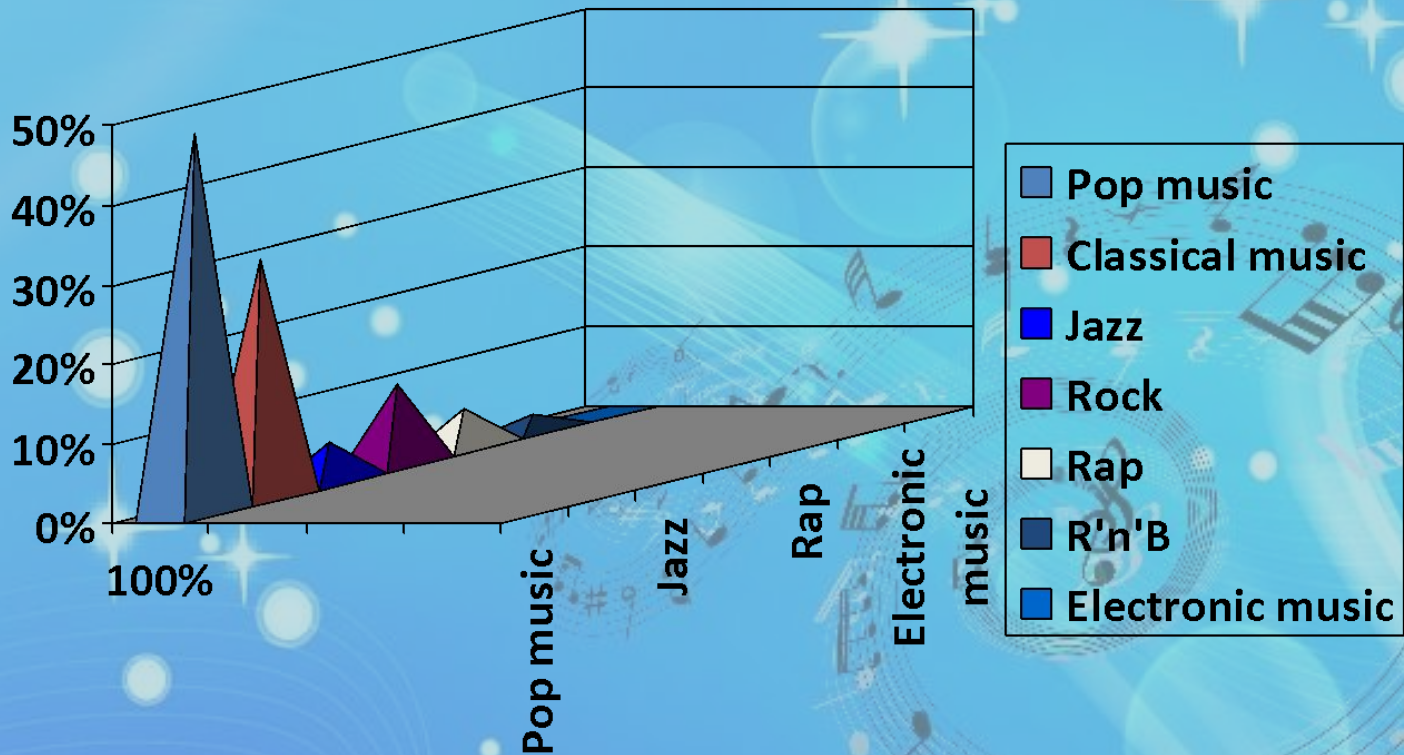 50%
40%
30%
20%
10%
0%
100%
Pop music
Jazz
Rap
Electronic
music
Pop music
Classical music
Jazz
Rock
Rap
R'n'B
Electronic music